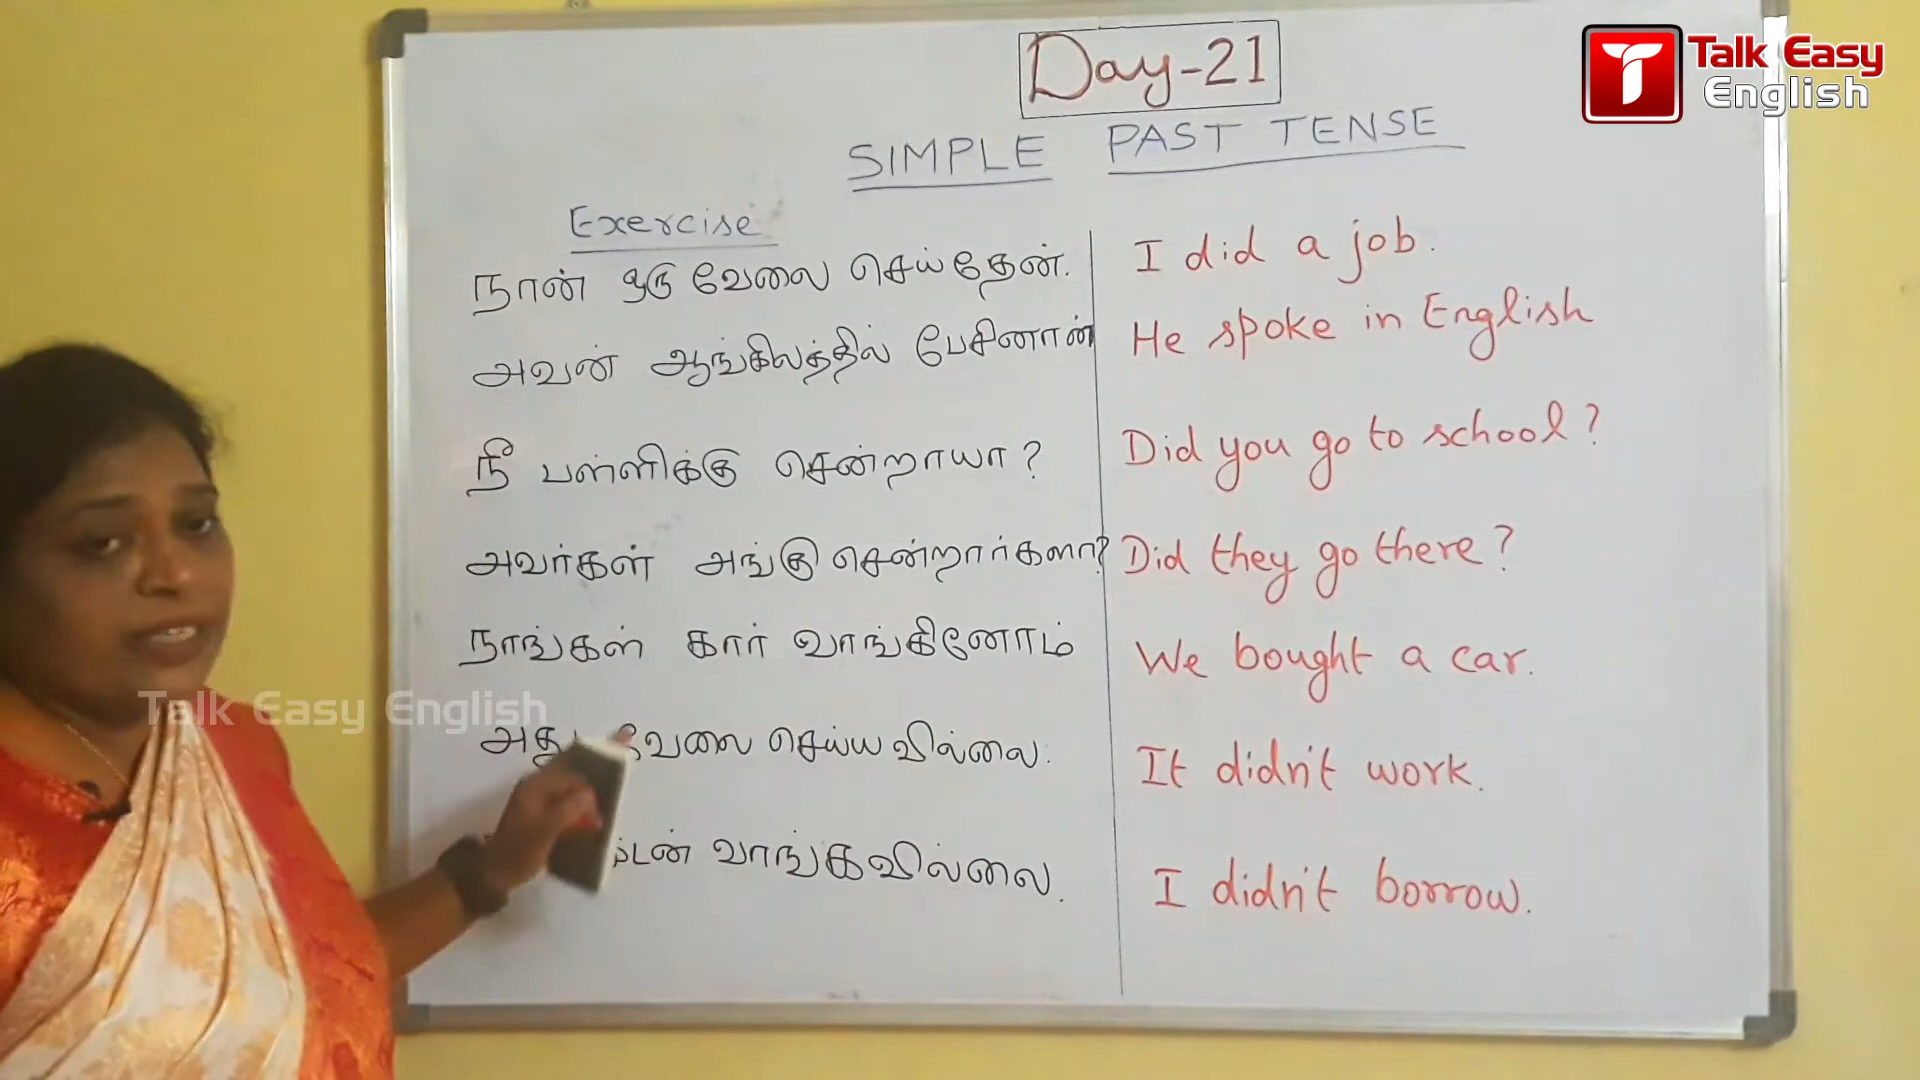 Day-21
Talk Easy
English
SIMPLE PAST TENSE
Exercise
நான் ஒரு வேலை செய்தேன். I did a job.
அவன் ஆங்கிலத்தில் பேசினான் He spoke in English
நீ பள்ளிக்கு சென்றாயா? Did you go to school?
அவர்கள் அங்கு சென்றார்களா? Did they go there?
நாங்கள் கார் வாங்கினோம் We bought a car.
Talk Easy English
அது வேலை செய்யவில்லை. It didn't work.
வாங்கவில்லை. I didn't borrow.